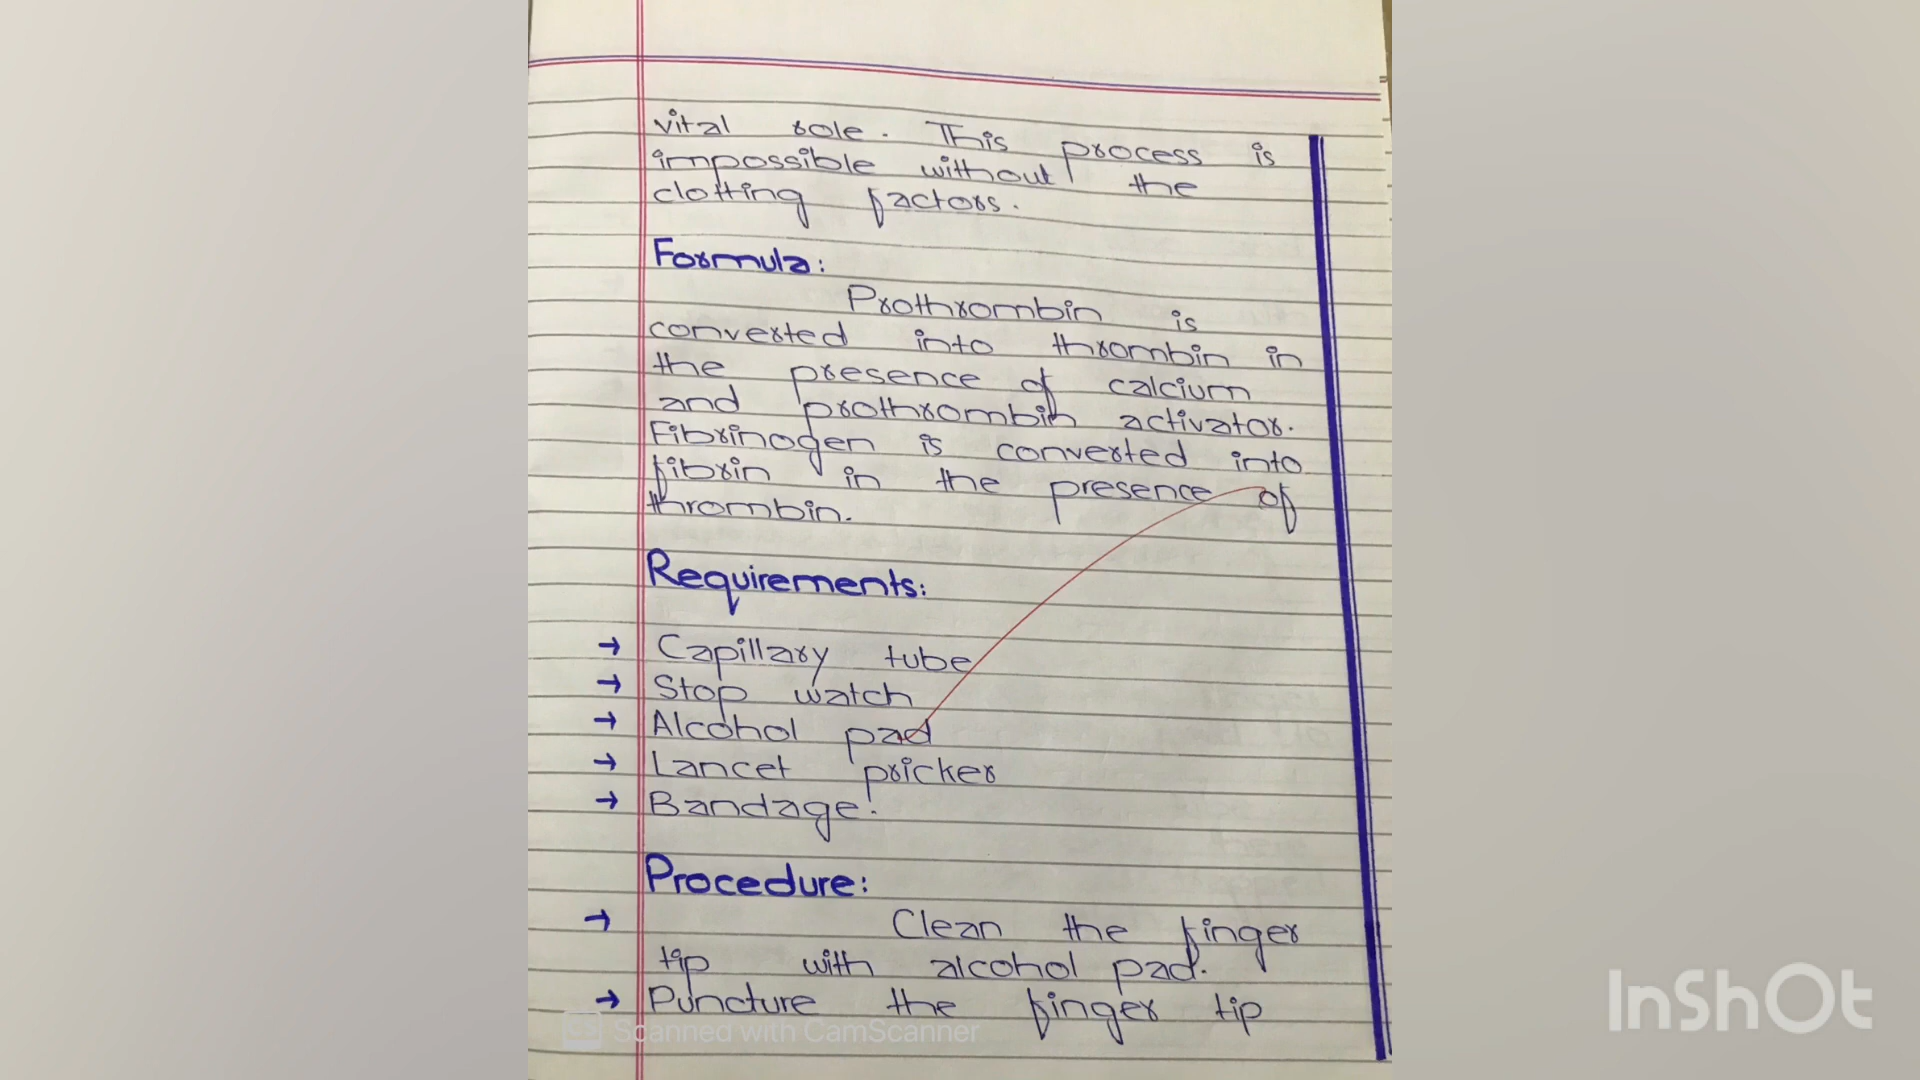 vital role. This process is
impossible without the
clotting factors.
Formula:
Prothrombin is
converted into thrombin in
the presence of calcium
and prothrombin activator.
Fibrinogen is converted into
fibrin in the presence of
thrombin.
Requirements:
→ Capillary tube
→ Stop watch
→ Alcohol pad
→ Lancet pricker
→ Bandage.
Procedure:
→ Clean the finger
tip with alcohol pad.
→ Puncture the finger tip
CS Scanned with CamScanner
InShOt